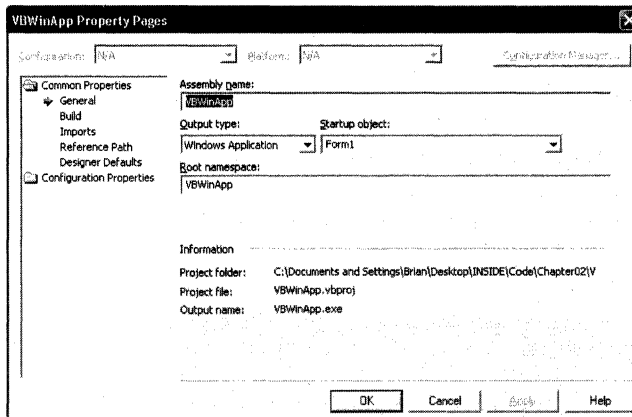 VBWinApp Property Pages
Configuration: N/A Platform: N/A Configuration Manager...
Common Properties
General
Build
Imports
Reference Path
Designer Defaults
Configuration Properties
Assembly name:
VBWinApp
Output type: Startup object:
Windows Application Form1
Root namespace:
VBWinApp
Information
Project folder: C:\Documents and Settings\Brian\Desktop\INSIDE\Code\Chapter02\V
Project file: VBWinApp.vbproj
Output name: VBWinApp.exe
OK Cancel Apply Help